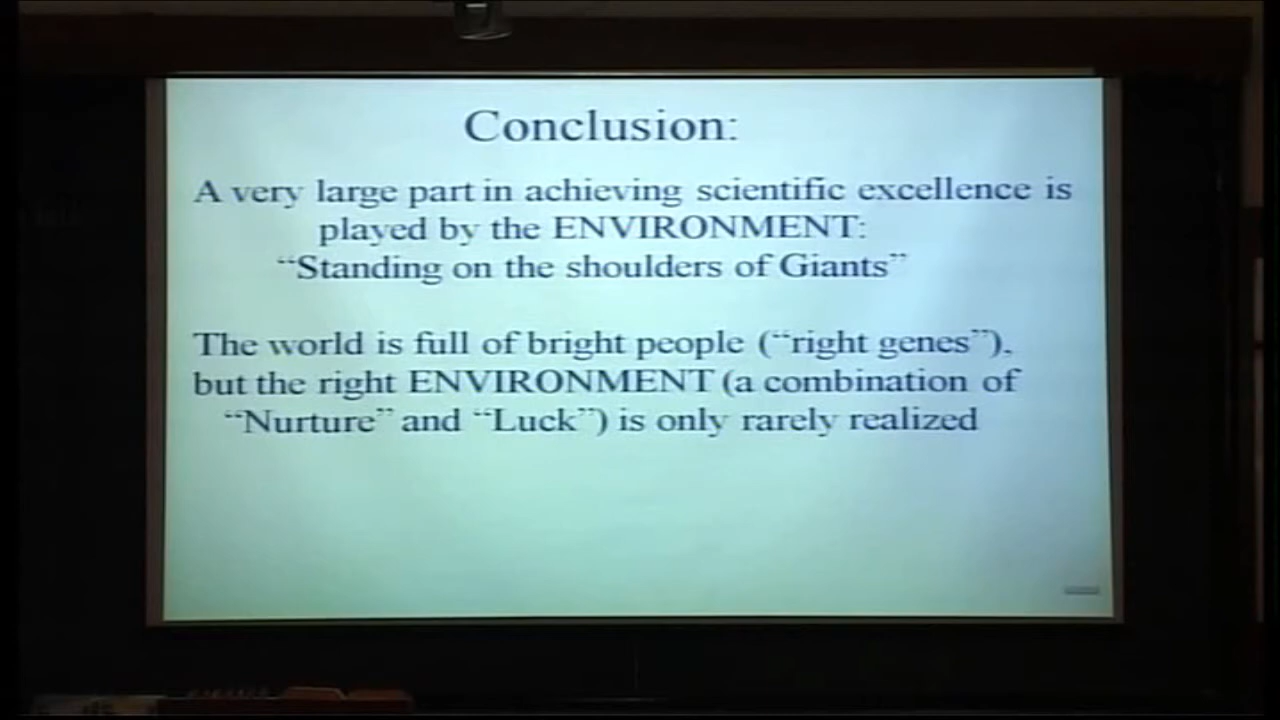 Conclusion:
A very large part in achieving scientific excellence is
played by the ENVIRONMENT:
“Standing on the shoulders of Giants”
The world is full of bright people (“right genes”),
but the right ENVIRONMENT (a combination of
“Nurture” and “Luck”) is only rarely realized